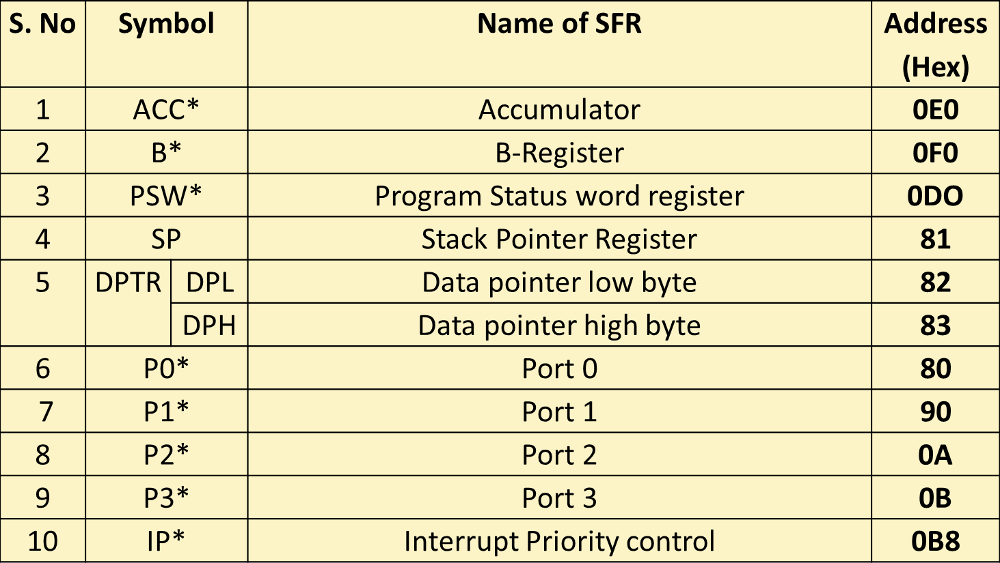 S. No Symbol Name of SFR Address
(Hex)
1 ACC* Accumulator 0E0
2 B* B-Register 0F0
3 PSW* Program Status word register 0DO
4 SP Stack Pointer Register 81
5 DPTR DPL Data pointer low byte 82
DPH Data pointer high byte 83
6 P0* Port 0 80
7 P1* Port 1 90
8 P2* Port 2 0A
9 P3* Port 3 0B
10 IP* Interrupt Priority control 0B8